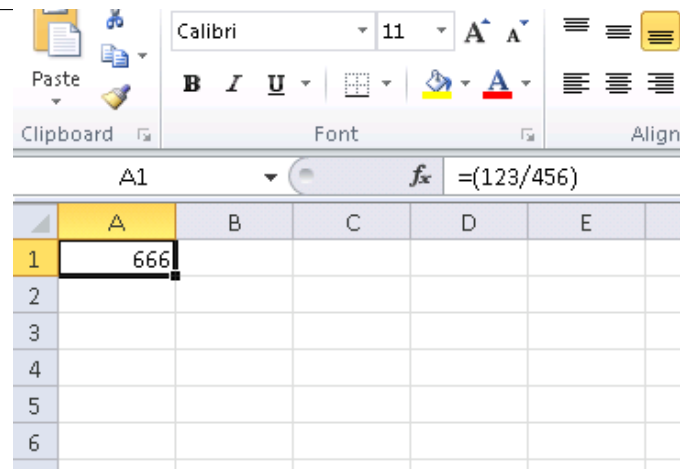 Calibri 11 A A
Paste B I U A
Clipboard Font Align
A1 fx =(123/456)
A B C D E
1 666
2
3
4
5
6